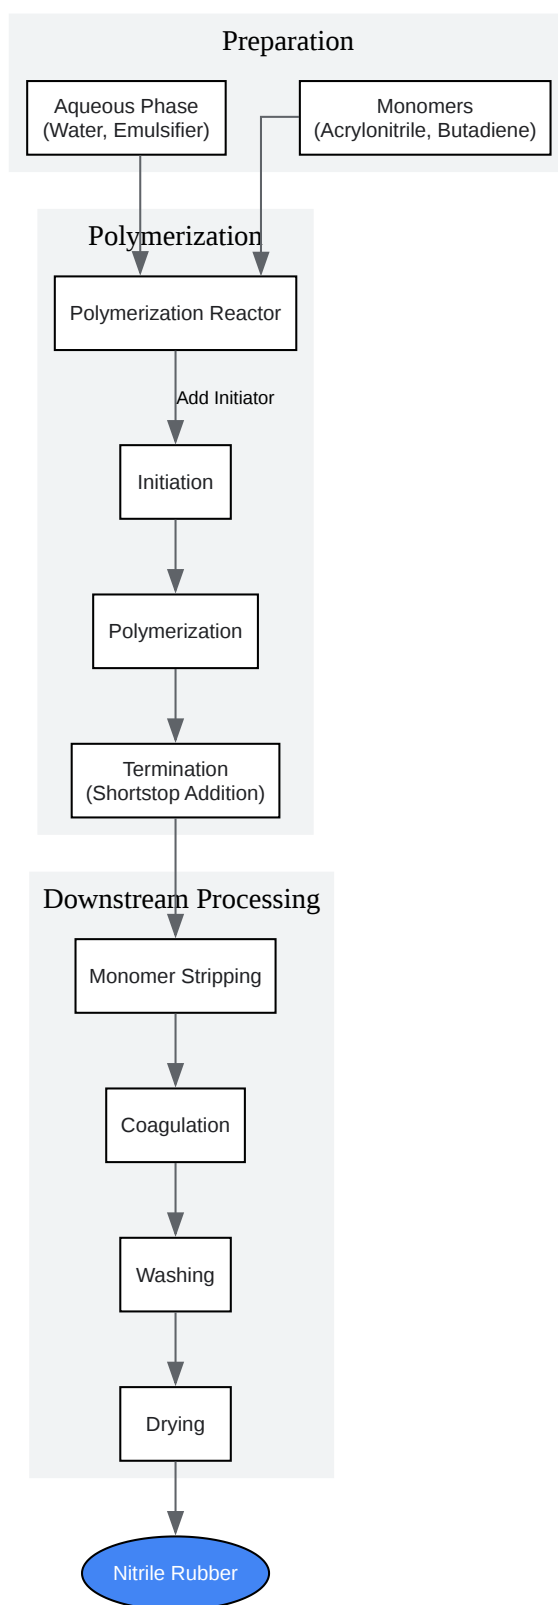 Preparation
Aqueous Phase
(Water, Emulsifier)
Monomers
(Acrylonitrile, Butadiene)
Polymerization
Polymerization Reactor
Add Initiator
Initiation
Polymerization
Termination
(Shortstop Addition)
Downstream Processing
Monomer Stripping
Coagulation
Washing
Drying
Nitrile Rubber